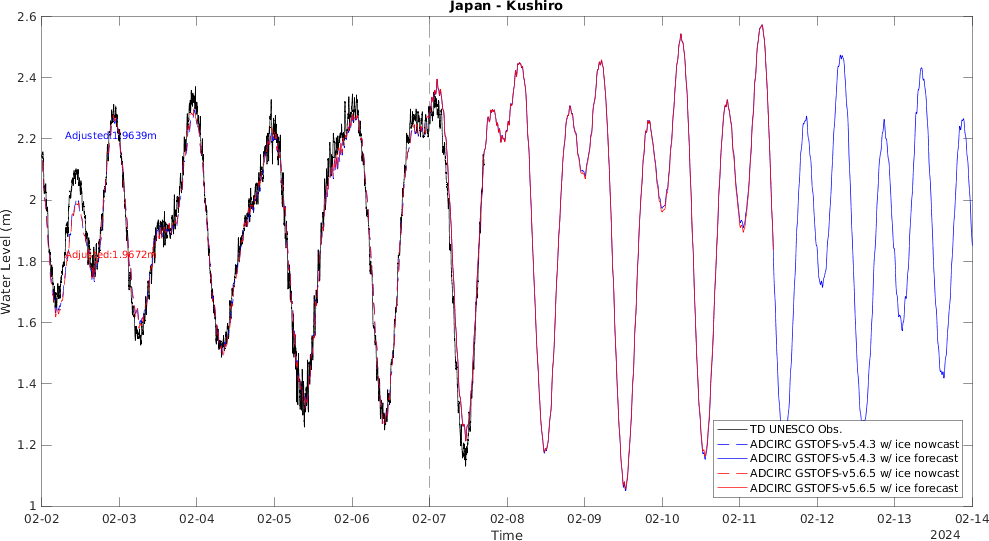 Japan - Kushiro
2.6
2.4
2.2
2
1.8
1.6
1.4
1.2
1
Water Level (m)
Adjusted:1.9639m
Adjusted:1.9672m
TD UNESCO Obs.
ADCIRC GSTOFS-v5.4.3 w/ ice nowcast
ADCIRC GSTOFS-v5.4.3 w/ ice forecast
ADCIRC GSTOFS-v5.6.5 w/ ice nowcast
ADCIRC GSTOFS-v5.6.5 w/ ice forecast
02-02 02-03 02-04 02-05 02-06 02-07 02-08 02-09 02-10 02-11 02-12 02-13 02-14
Time
2024